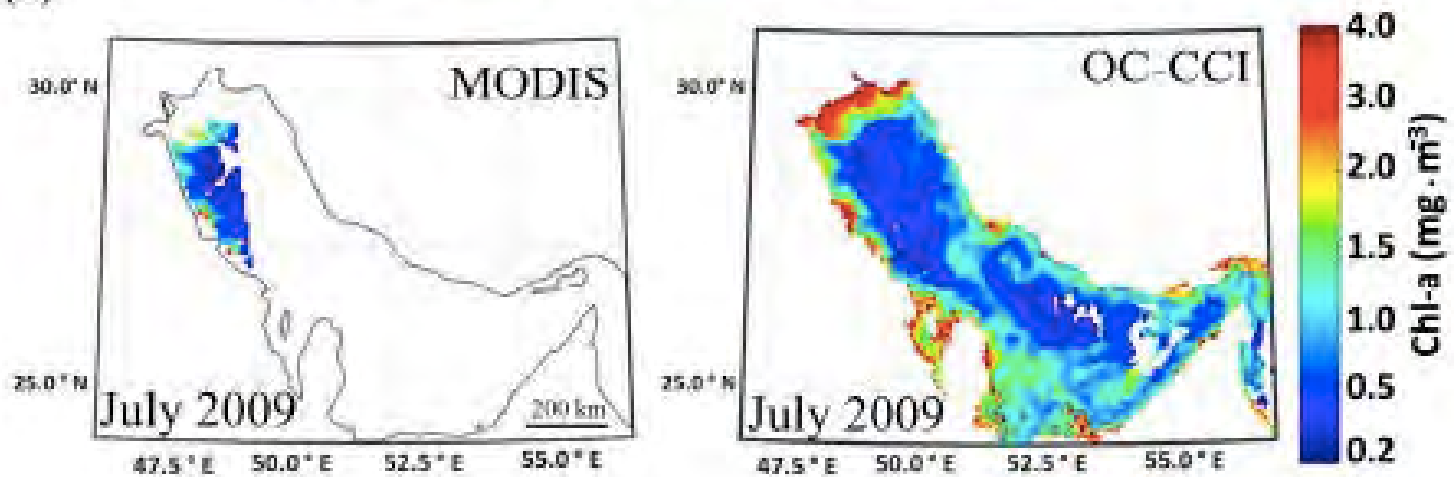 MODIS
30.0° N
25.0° N
July 2009
200 km
47.5° E 50.0° E 52.5° E 55.0° E
OC-CCI
30.0° N
25.0° N
July 2009
47.5° E 50.0° E 52.5° E 55.0° E
4.0
3.0
2.0
1.5
1.0
0.5
0.2
Chl-a (mg · m⁻³)